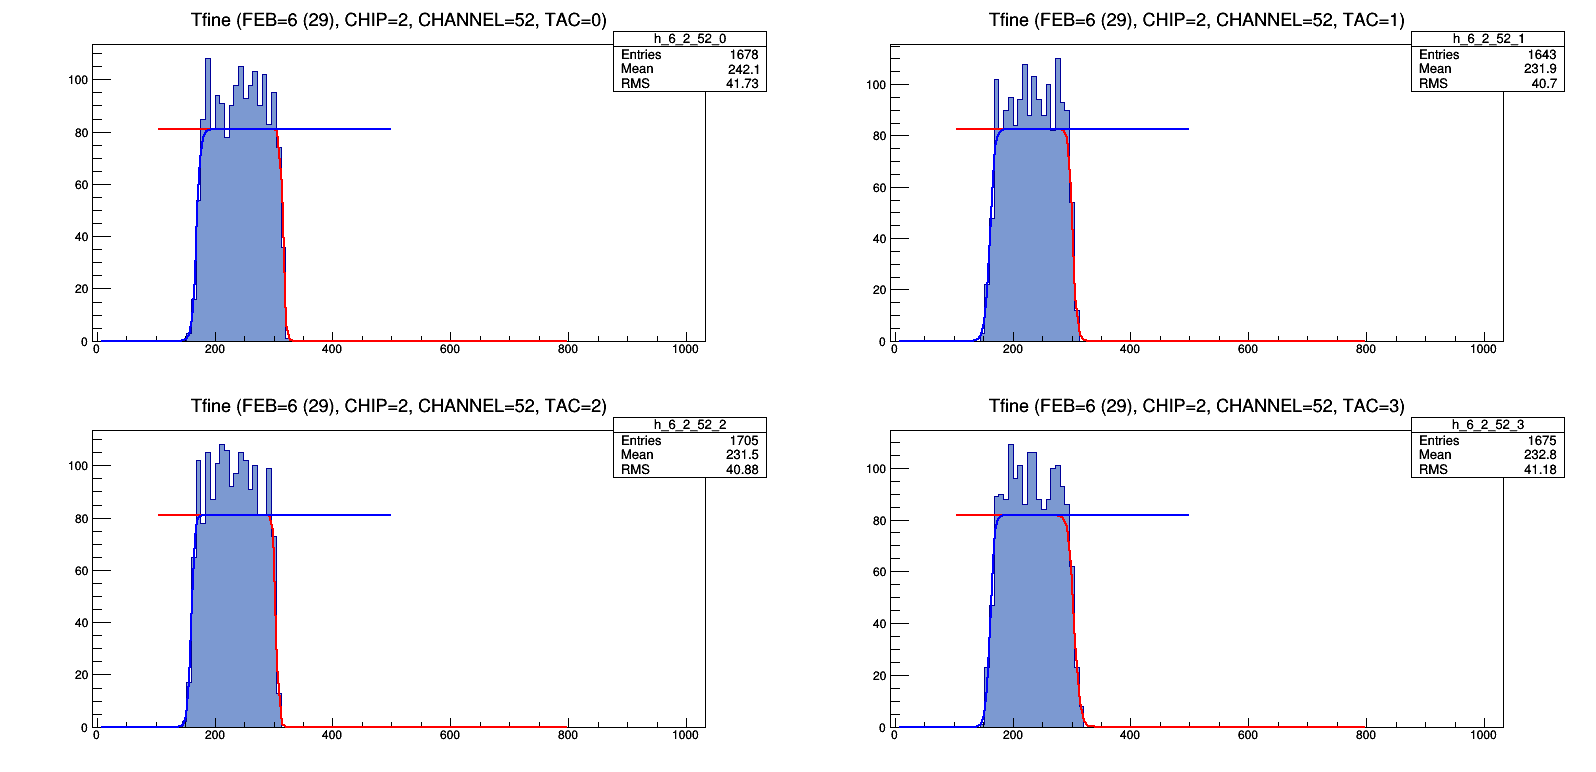 Tfine (FEB=6 (29), CHIP=2, CHANNEL=52, TAC=0)
h_6_2_52_0
Entries 1678
Mean 242.1
RMS 41.73
100
80
60
40
20
0
0 200 400 600 800 1000
Tfine (FEB=6 (29), CHIP=2, CHANNEL=52, TAC=1)
h_6_2_52_1
Entries 1643
Mean 231.9
RMS 40.7
100
80
60
40
20
0
0 200 400 600 800 1000
Tfine (FEB=6 (29), CHIP=2, CHANNEL=52, TAC=2)
h_6_2_52_2
Entries 1705
Mean 231.5
RMS 40.88
100
80
60
40
20
0
0 200 400 600 800 1000
Tfine (FEB=6 (29), CHIP=2, CHANNEL=52, TAC=3)
h_6_2_52_3
Entries 1675
Mean 232.8
RMS 41.18
100
80
60
40
20
0
0 200 400 600 800 1000